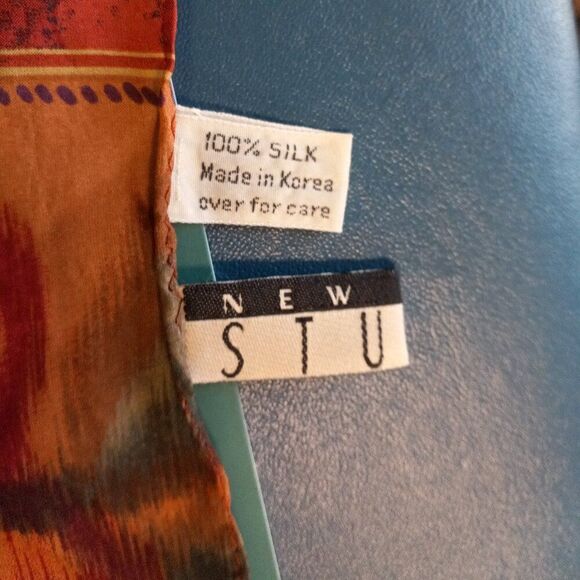 100% SILK
Made in Korea
over for care
NEW
STU